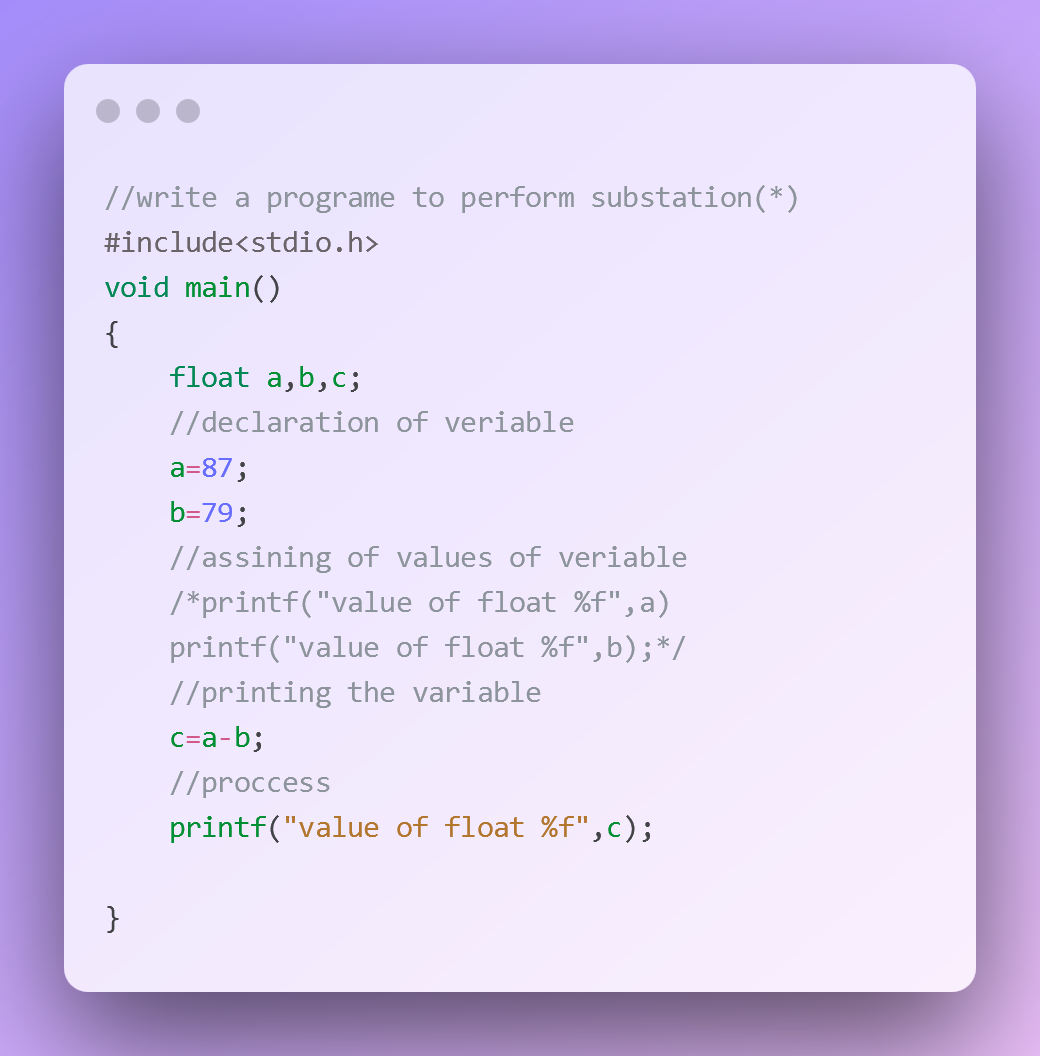 //write a programe to perform substation(*)
#include<stdio.h>
void main()
{
    float a,b,c;
    //declaration of veriable
    a=87;
    b=79;
    //assining of values of veriable
    /*printf("value of float %f",a)
    printf("value of float %f",b);*/
    //printing the variable
    c=a-b;
    //proccess
    printf("value of float %f",c);
}